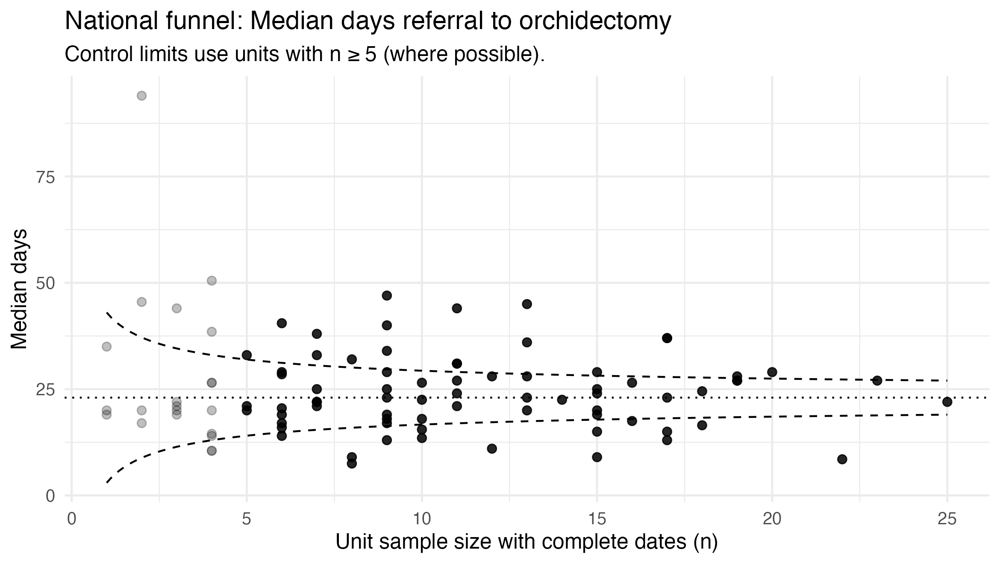 National funnel: Median days referral to orchidectomy
Control limits use units with n ≥ 5 (where possible).
Median days
75
50
25
0
0 5 10 15 20 25
Unit sample size with complete dates (n)